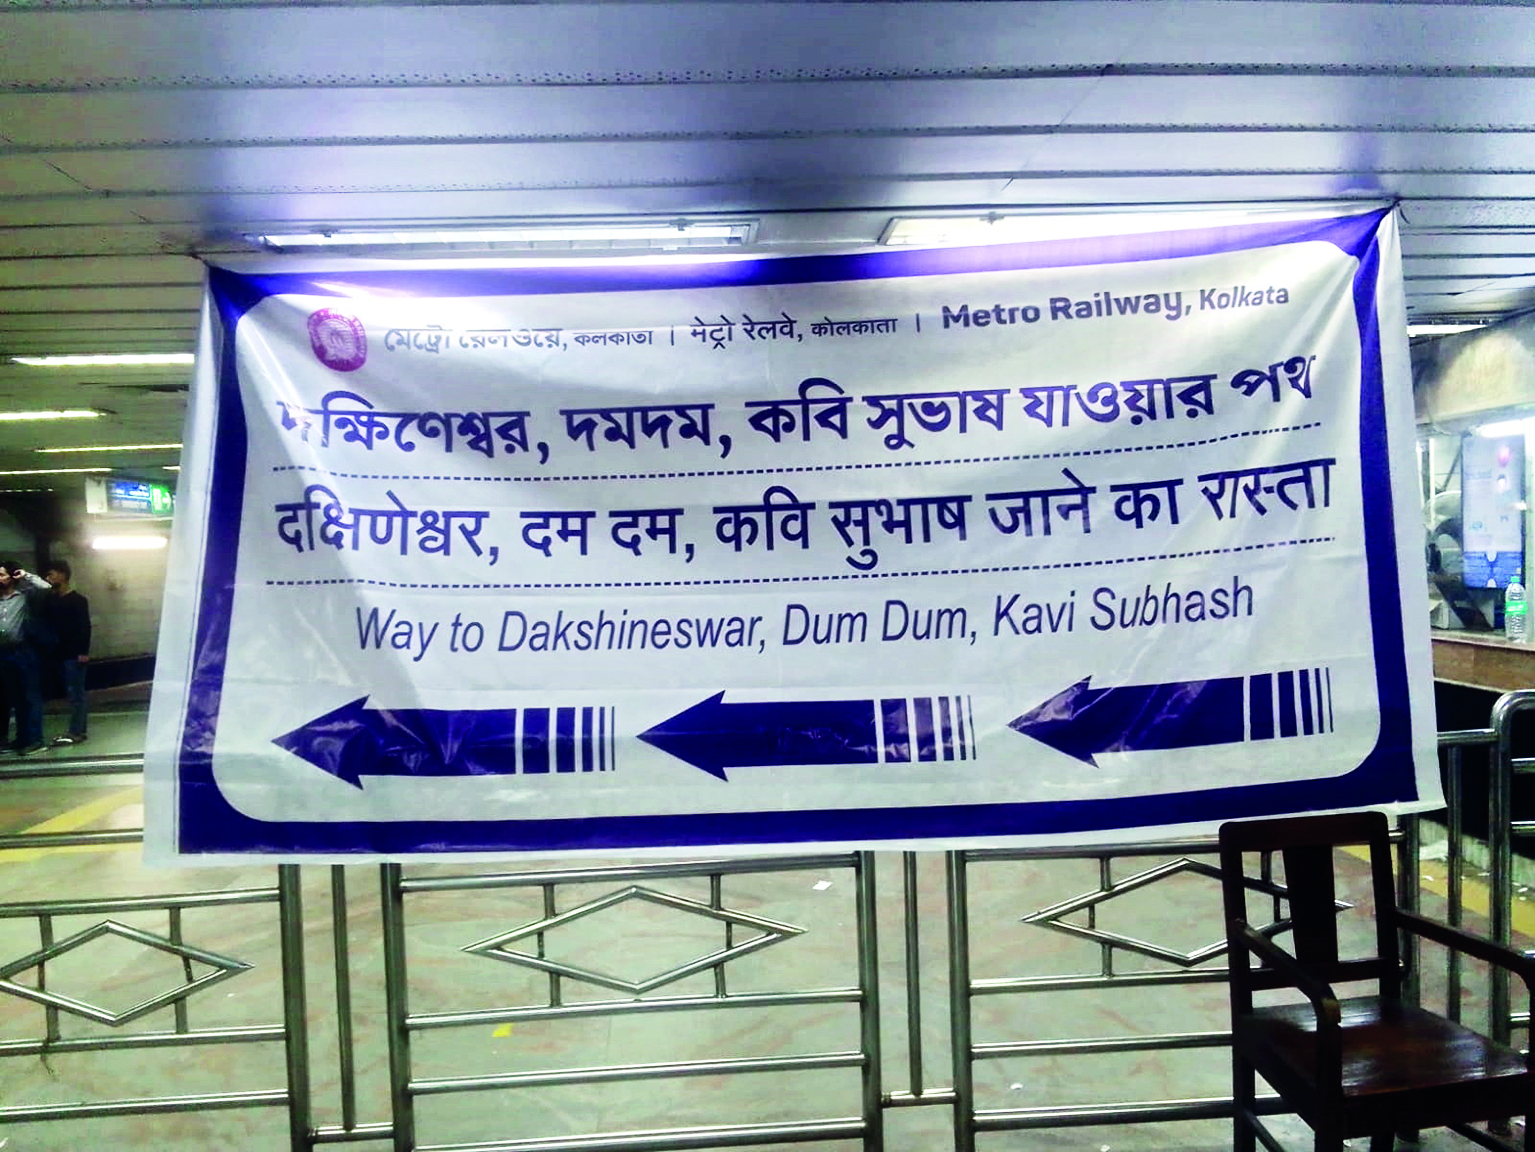 মেট্রো রেলওয়ে, কলকাতা | मेट्रो रेलवे, कोलकाता | Metro Railway, Kolkata
দক্ষিণেশ্বর, দমদম, কবি সুভাষ যাওয়ার পথ
दक्षिणेश्वर, दम दम, कवि सुभाष जाने का रास्ता
Way to Dakshineswar, Dum Dum, Kavi Subhash